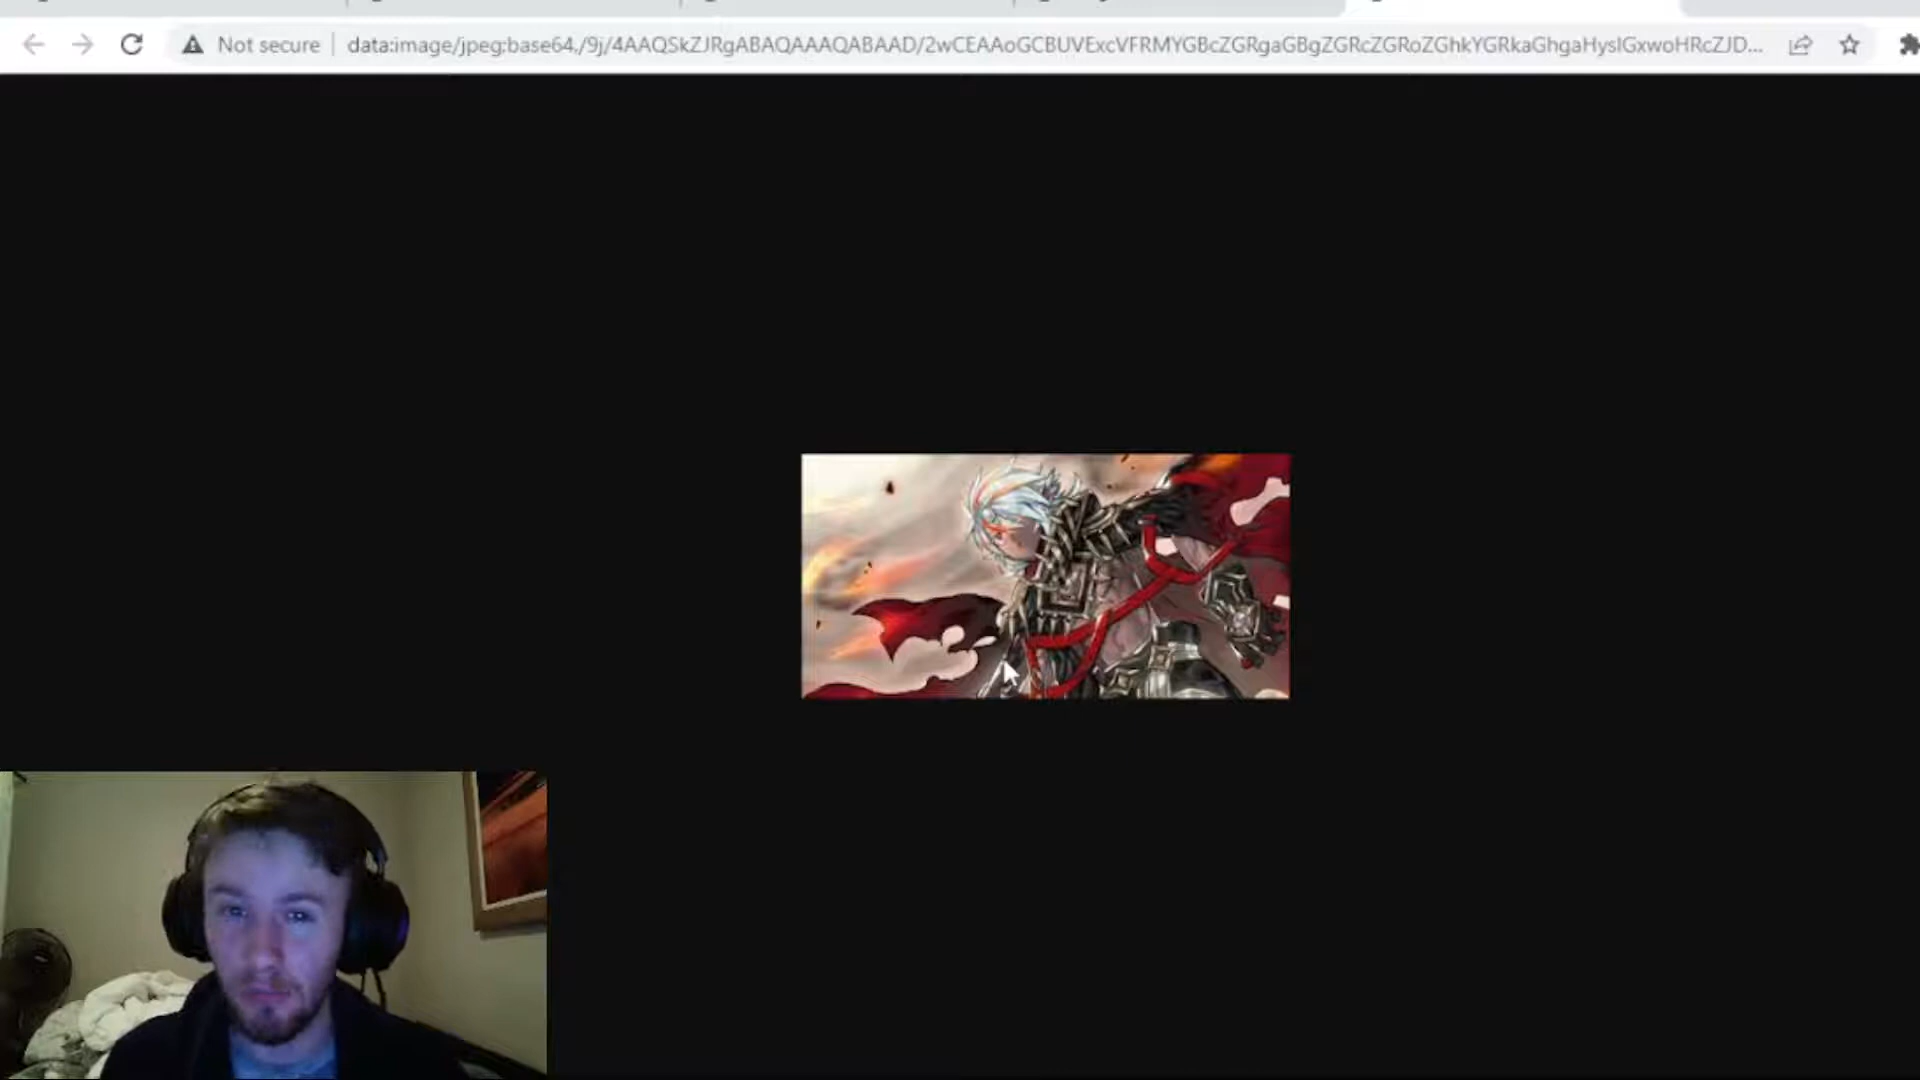 Not secure
data:image/jpeg;base64,/9j/4AAQSkZJRgABAQAAAQABAAD/2wCEAAoGCBUVExcVFRMYGBcZGRgaGBgZGRcZGRoZGhkYGRkaGhgaHysIGxwoHRcZJD...